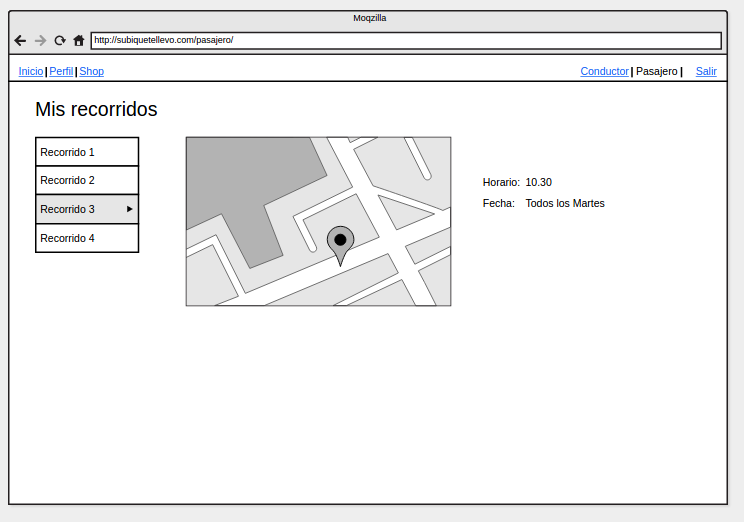 Moqzilla
http://subiquetellevo.com/pasajero/
Inicio | Perfil | Shop
Conductor | Pasajero | Salir
Mis recorridos
Recorrido 1
Recorrido 2
Recorrido 3
Recorrido 4
Horario: 10.30
Fecha: Todos los Martes